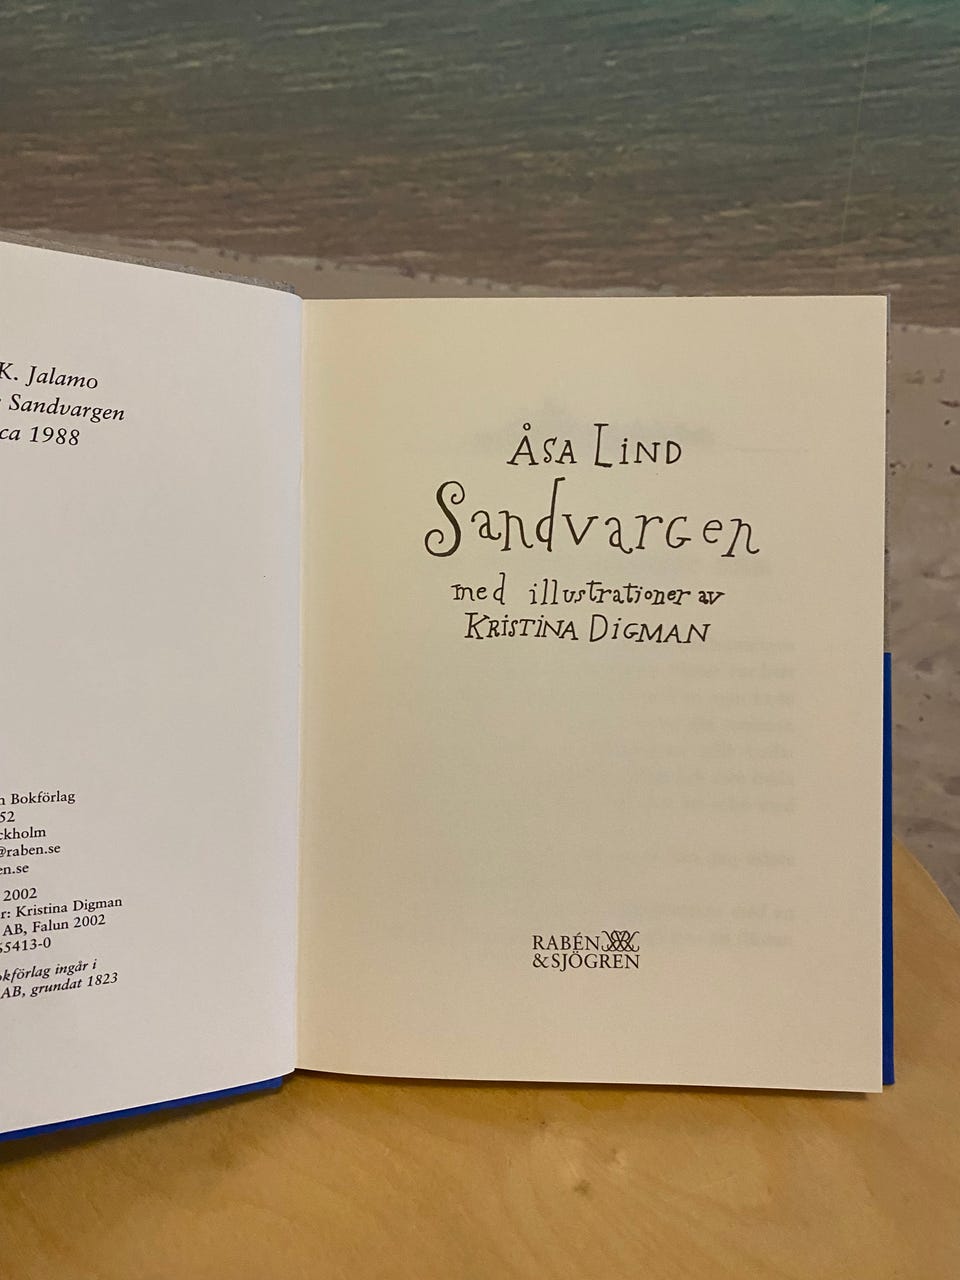 K. Jalamo
Sandvargen
ca 1988
Bokförlag
52
ckholm
@raben.se
en.se
2002
r: Kristina Digman
AB, Falun 2002
55413-0
okförlag ingår i
AB, grundat 1823
ÅSA LIND
Sandvargen
med illustrationer av
KRISTINA DIGMAN
RABÉN
& SJÖGREN